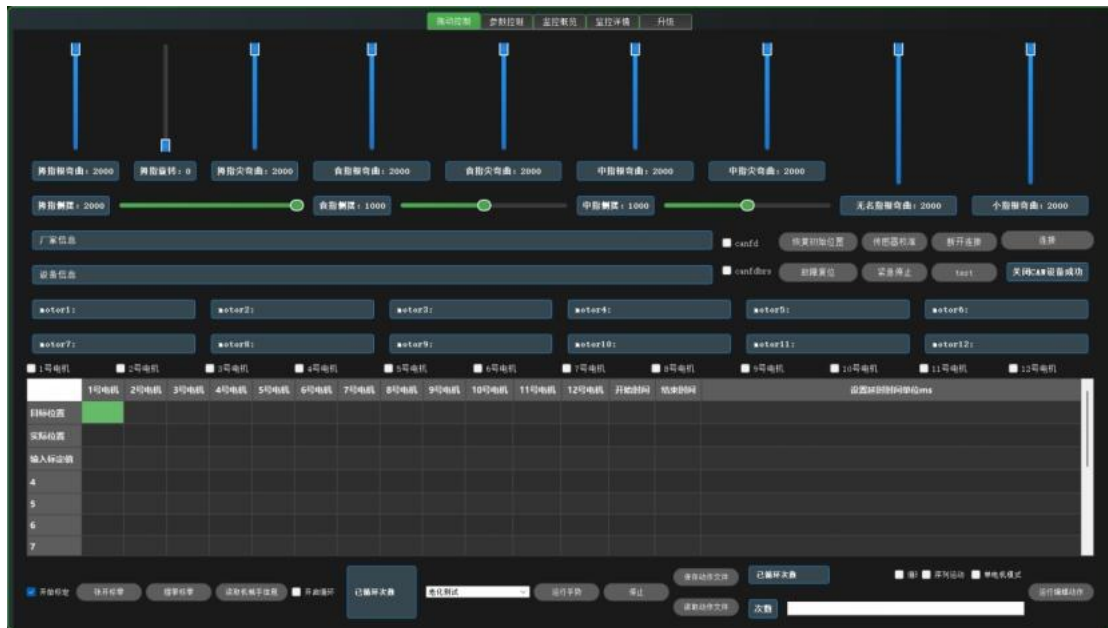 拖动控制 参数控制 监控概览 监控详情 升级
拇指根弯曲: 2000 拇指旋转: 0 拇指尖弯曲: 2000 食指根弯曲: 2000 食指尖弯曲: 2000 中指根弯曲: 2000 中指尖弯曲: 2000
拇指侧摆: 2000 食指侧摆: 1000 中指侧摆: 1000 无名指根弯曲: 2000 小指根弯曲: 2000
厂家信息 canfd 恢复初始位置 传感器校准 断开连接 连接
设备信息 canfdbrs 故障复位 紧急停止 test 关闭CAN设备成功
motor1: motor2: motor3: motor4: motor5: motor6:
motor7: motor8: motor9: motor10: motor11: motor12:
1号电机 2号电机 3号电机 4号电机 5号电机 6号电机 7号电机 8号电机 9号电机 10号电机 11号电机 12号电机
1号电机 2号电机 3号电机 4号电机 5号电机 6号电机 7号电机 8号电机 9号电机 10号电机 11号电机 12号电机 开始时间 结束时间
目标位置
实际位置
输入标定值
4
5
6
7
开始标定 张开标零 读取机械手位置 开启循环 已循环次数 老化测试 运行手势 停止 保存动作文件 已循环次数 序列运动 单电机模式
读取动作文件 次数 运行编辑动作